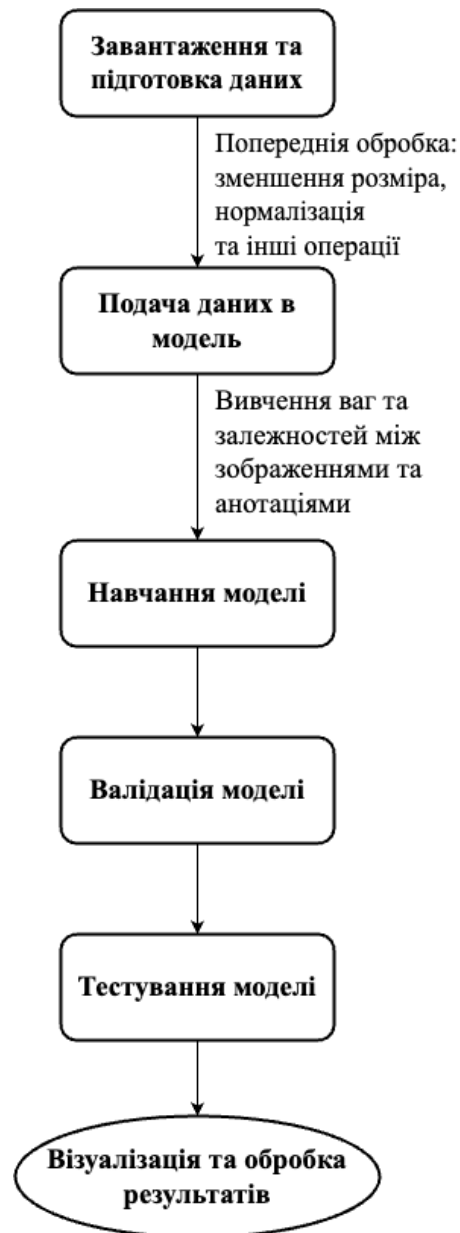 Завантаження та
підготовка даних
Попередня обробка:
зменшення розміра,
нормалізація
та інші операції
Подача даних в
модель
Вивчення ваг та
залежностей між
зображеннями та
анотаціями
Навчання моделі
Валідація моделі
Тестування моделі
Візуалізація та обробка
результатів